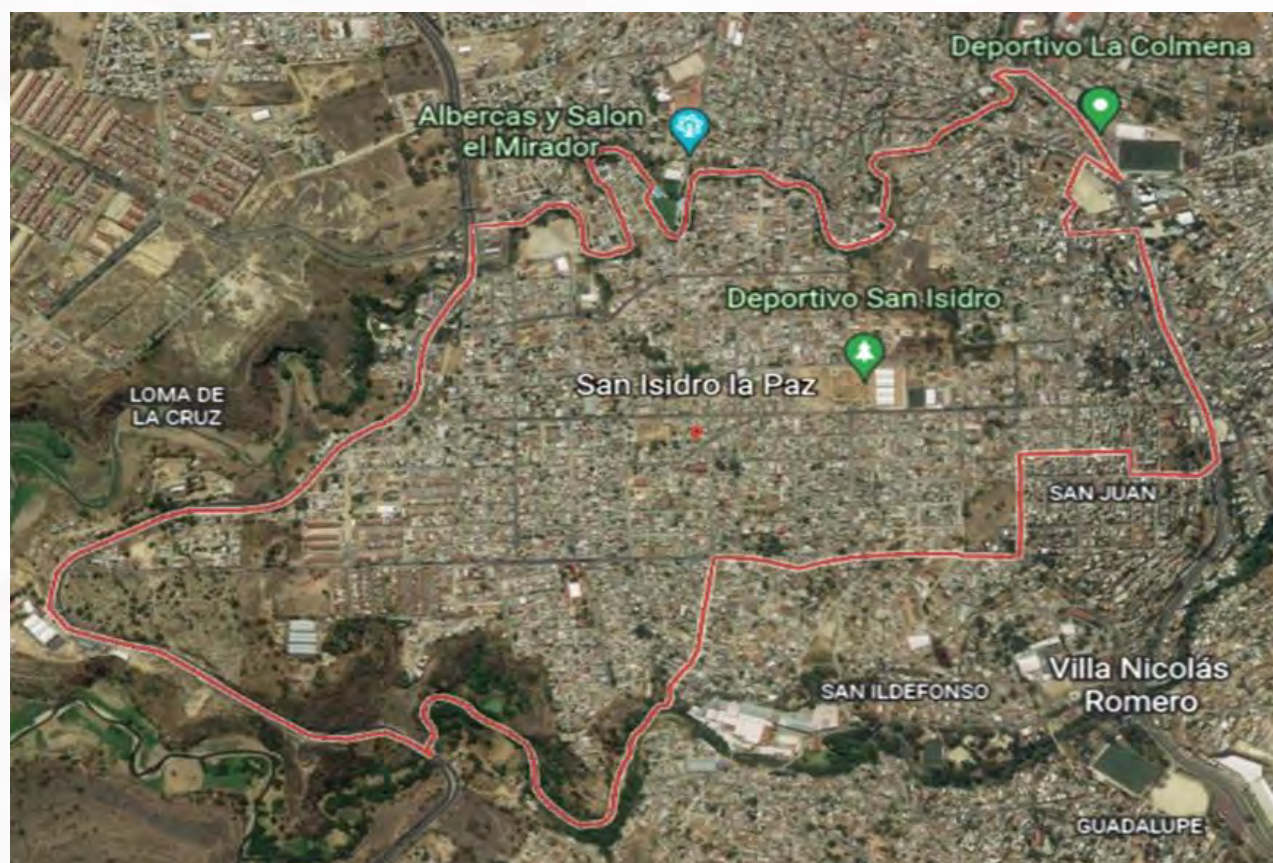 Deportivo La Colmena
Albercas y Salon
el Mirador
Deportivo San Isidro
San Isidro la Paz
LOMA DE
LA CRUZ
SAN JUAN
SAN ILDEFONSO
Villa Nicolás
Romero
GUADALUPE